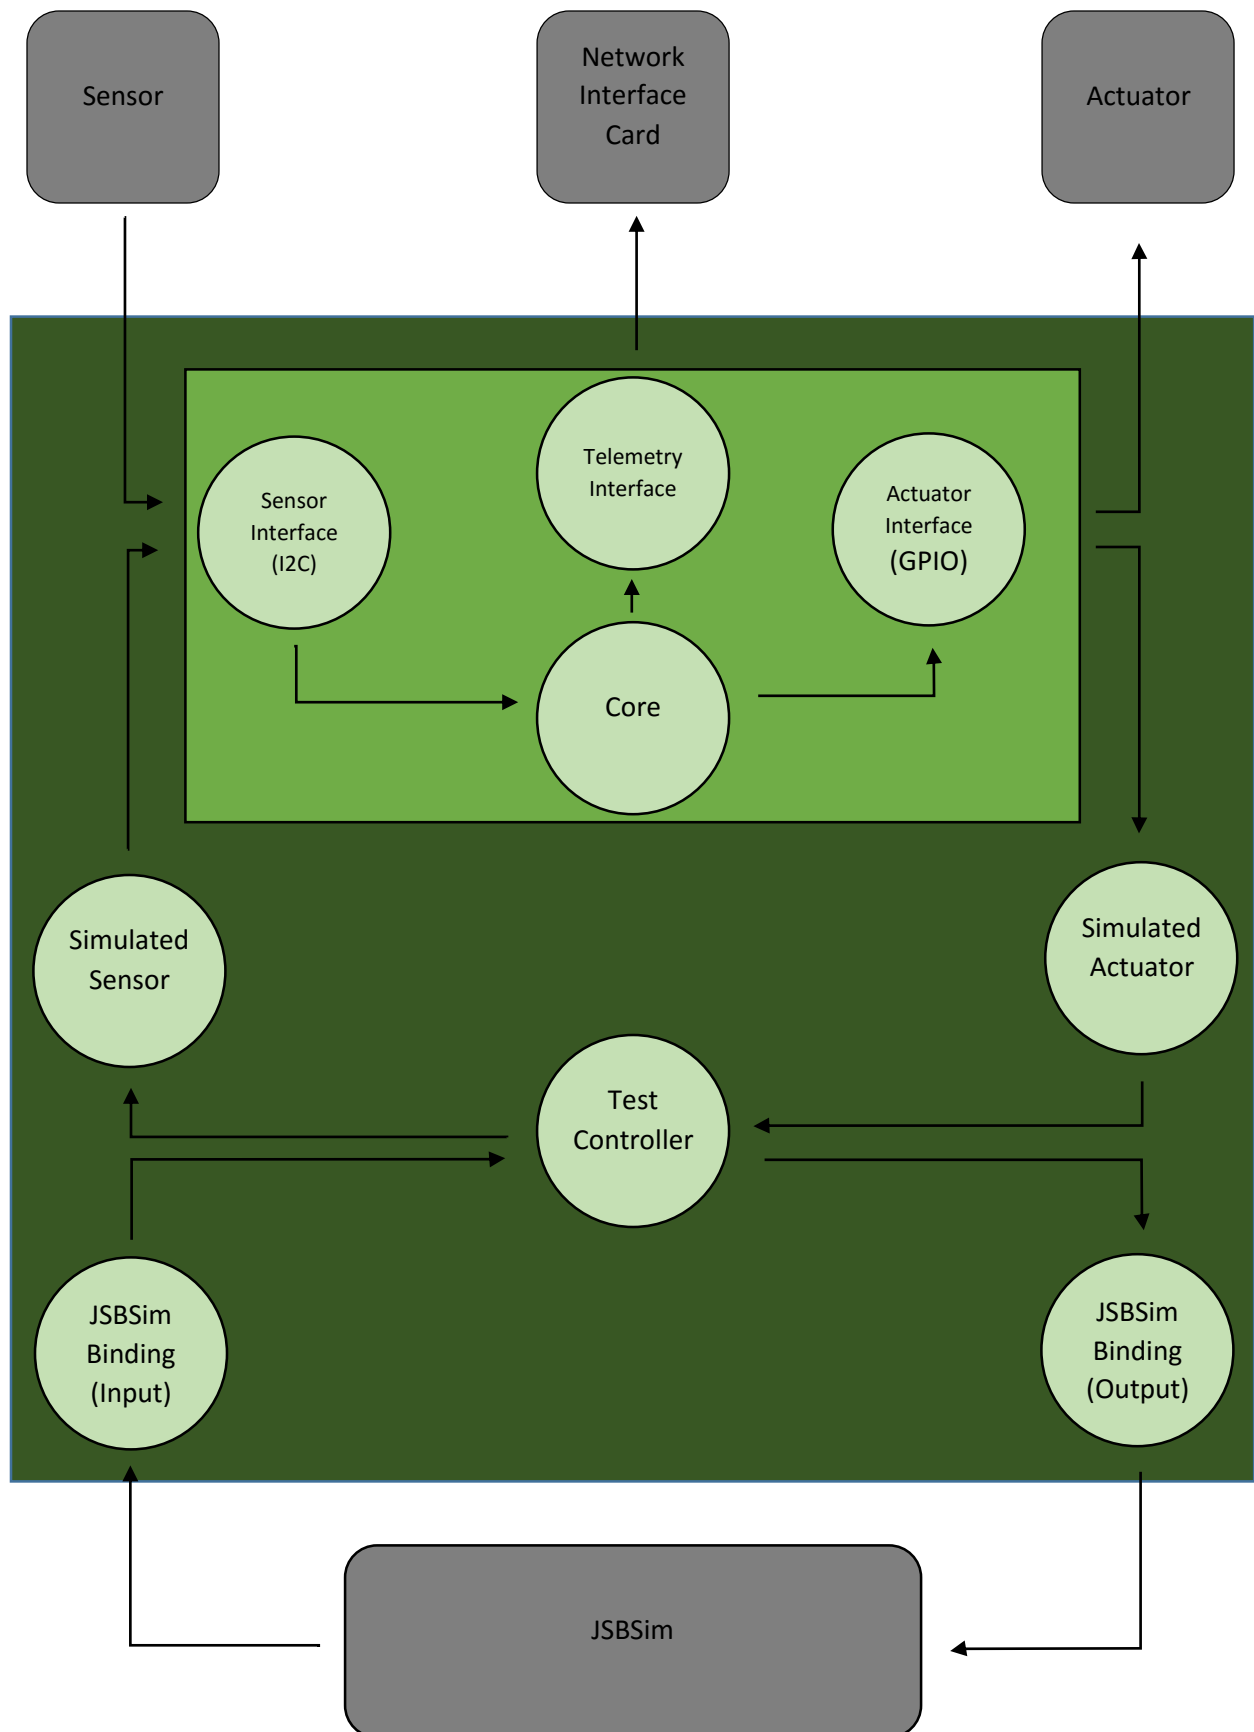 Sensor
Network
Interface
Card
Actuator
Sensor
Interface
(I2C)
Telemetry
Interface
Actuator
Interface
(GPIO)
Core
Simulated
Sensor
Simulated
Actuator
Test
Controller
JSBSim
Binding
(Input)
JSBSim
Binding
(Output)
JSBSim